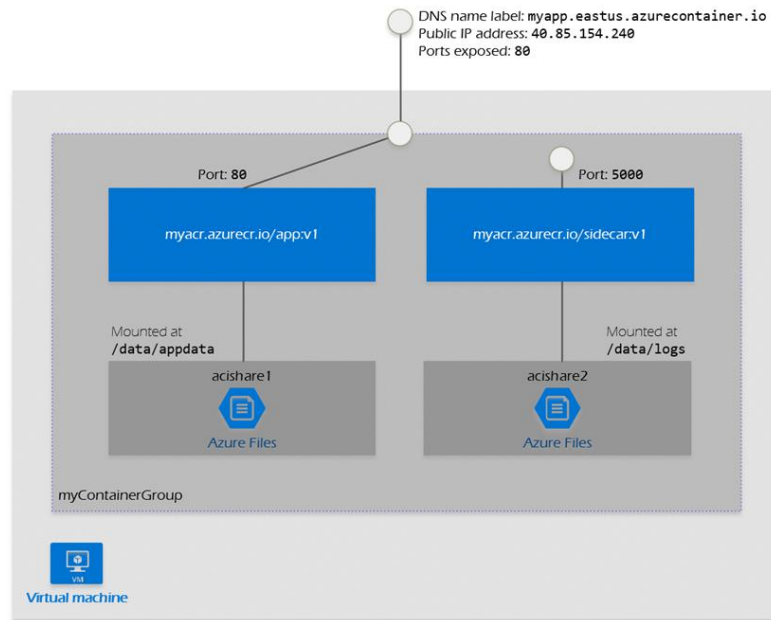 DNS name label: myapp.eastus.azurecontainer.io
Public IP address: 40.85.154.240
Ports exposed: 80
Port: 80
Port: 5000
myacr.azurecr.io/app:v1
myacr.azurecr.io/sidecar:v1
Mounted at
/data/appdata
Mounted at
/data/logs
acishare1
acishare2
Azure Files
Azure Files
myContainerGroup
VM
Virtual machine